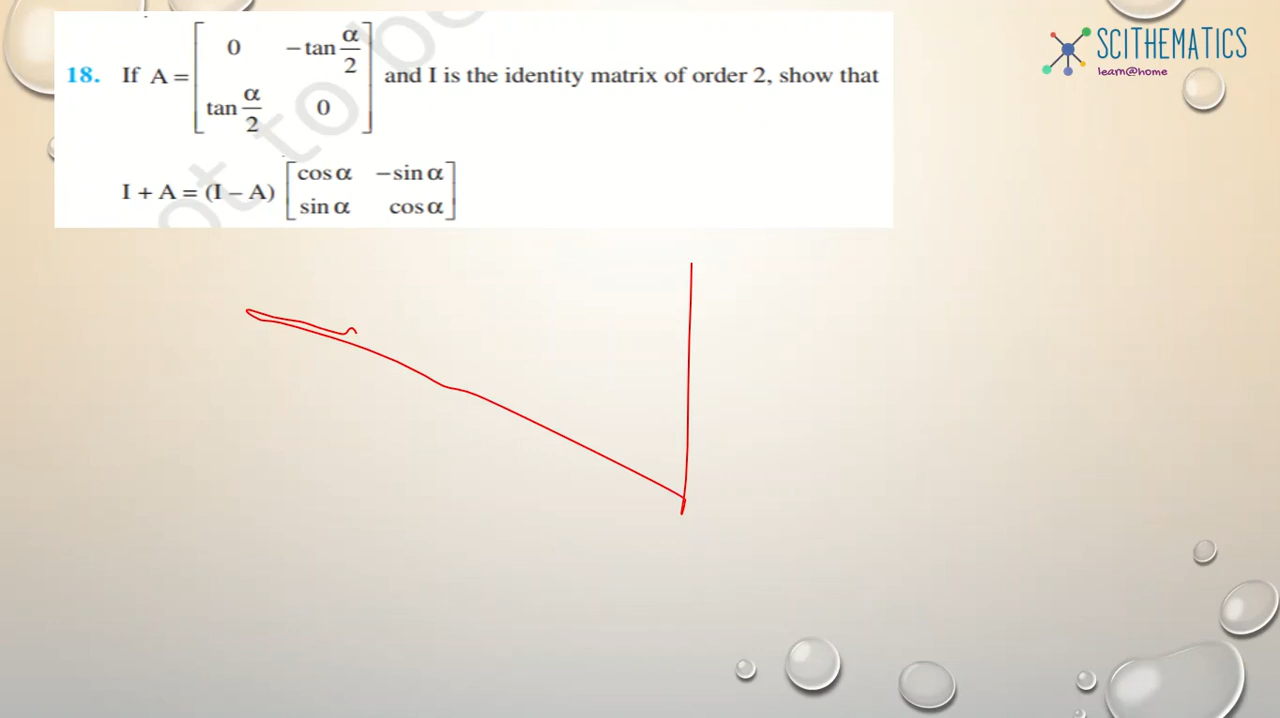 SCITHEMATICS
learn@home
18. If A = [ 0 −tan α/2 ; tan α/2 0 ] and I is the identity matrix of order 2, show that
I + A = (I – A) [ cos α −sin α ; sin α cos α ]